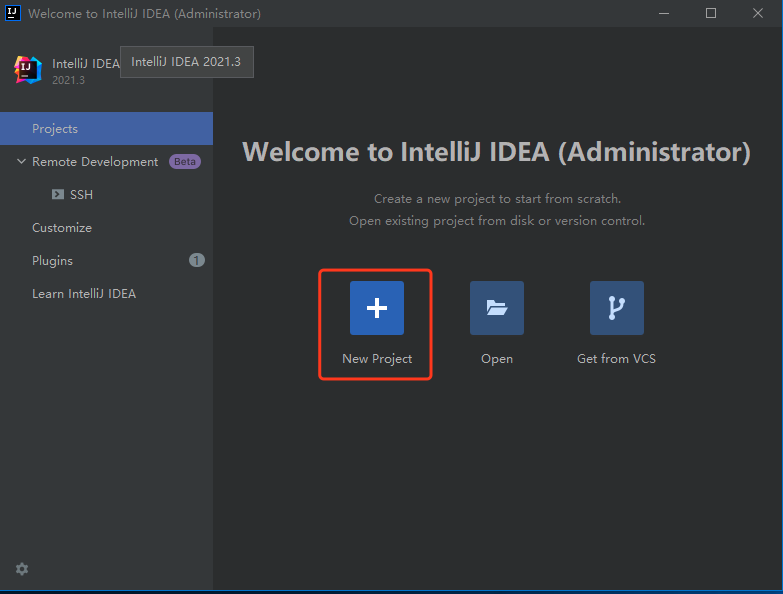 Welcome to IntelliJ IDEA (Administrator)
IntelliJ IDEA
2021.3
IntelliJ IDEA 2021.3
Projects
Remote Development Beta
SSH
Customize
Plugins 1
Learn IntelliJ IDEA
Welcome to IntelliJ IDEA (Administrator)
Create a new project to start from scratch.
Open existing project from disk or version control.
New Project
Open
Get from VCS